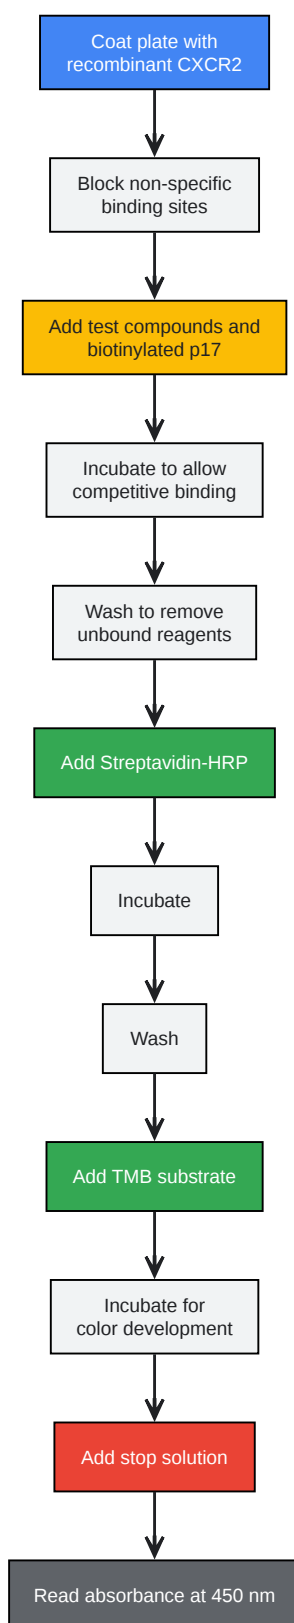 Coat plate with
recombinant CXCR2
Block non-specific
binding sites
Add test compounds and
biotinylated p17
Incubate to allow
competitive binding
Wash to remove
unbound reagents
Add Streptavidin-HRP
Incubate
Wash
Add TMB substrate
Incubate for
color development
Add stop solution
Read absorbance at 450 nm